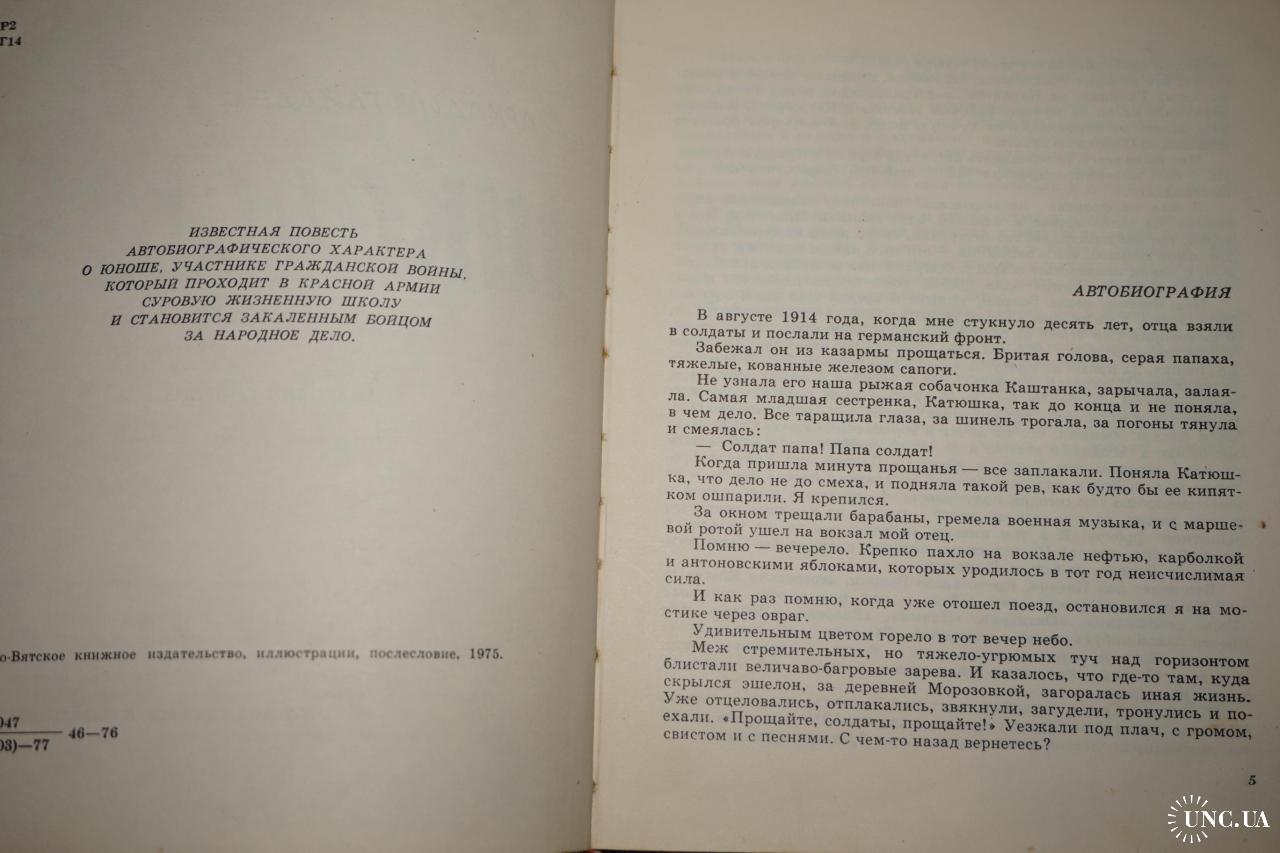 Р2
Г14
ИЗВЕСТНАЯ ПОВЕСТЬ
АВТОБИОГРАФИЧЕСКОГО ХАРАКТЕРА
О ЮНОШЕ, УЧАСТНИКЕ ГРАЖДАНСКОЙ ВОЙНЫ,
КОТОРЫЙ ПРОХОДИТ В КРАСНОЙ АРМИИ
СУРОВУЮ ЖИЗНЕННУЮ ШКОЛУ
И СТАНОВИТСЯ ЗАКАЛЕННЫМ БОЙЦОМ
ЗА НАРОДНОЕ ДЕЛО.
о-Вятское книжное издательство, иллюстрации, послесловие, 1975.
047
03)—77
46—76
АВТОБИОГРАФИЯ
В августе 1914 года, когда мне стукнуло десять лет, отца взяли
в солдаты и послали на германский фронт.
Забежал он из казармы прощаться. Бритая голова, серая папаха,
тяжелые, кованные железом сапоги.
Не узнала его наша рыжая собачонка Каштанка, зарычала, залая-
ла. Самая младшая сестренка, Катюшка, так до конца и не поняла,
в чем дело. Все таращила глаза, за шинель трогала, за погоны тянула
и смеялась:
— Солдат папа! Папа солдат!
Когда пришла минута прощанья — все заплакали. Поняла Катюш-
ка, что дело не до смеха, и подняла такой рев, как будто бы ее кипят-
ком ошпарили. Я крепился.
За окном трещали барабаны, гремела военная музыка, и с марше-
вой ротой ушел на вокзал мой отец.
Помню — вечерело. Крепко пахло на вокзале нефтью, карболкой
и антоновскими яблоками, которых уродилось в тот год неисчислимая
сила.
И как раз помню, когда уже отошел поезд, остановился я на мо-
стике через овраг.
Удивительным цветом горело в тот вечер небо.
Меж стремительных, но тяжело-угрюмых туч над горизонтом
блистали величаво-багровые зарева. И казалось, что где-то там, куда
скрылся эшелон, за деревней Морозовкой, загоралась иная жизнь.
Уже отцеловались, отплакались, звякнули, загудели, тронулись и по-
ехали. «Прощайте, солдаты, прощайте!» Уезжали под плач, с громом,
свистом и с песнями. С чем-то назад вернетесь?
5
UNC.UA